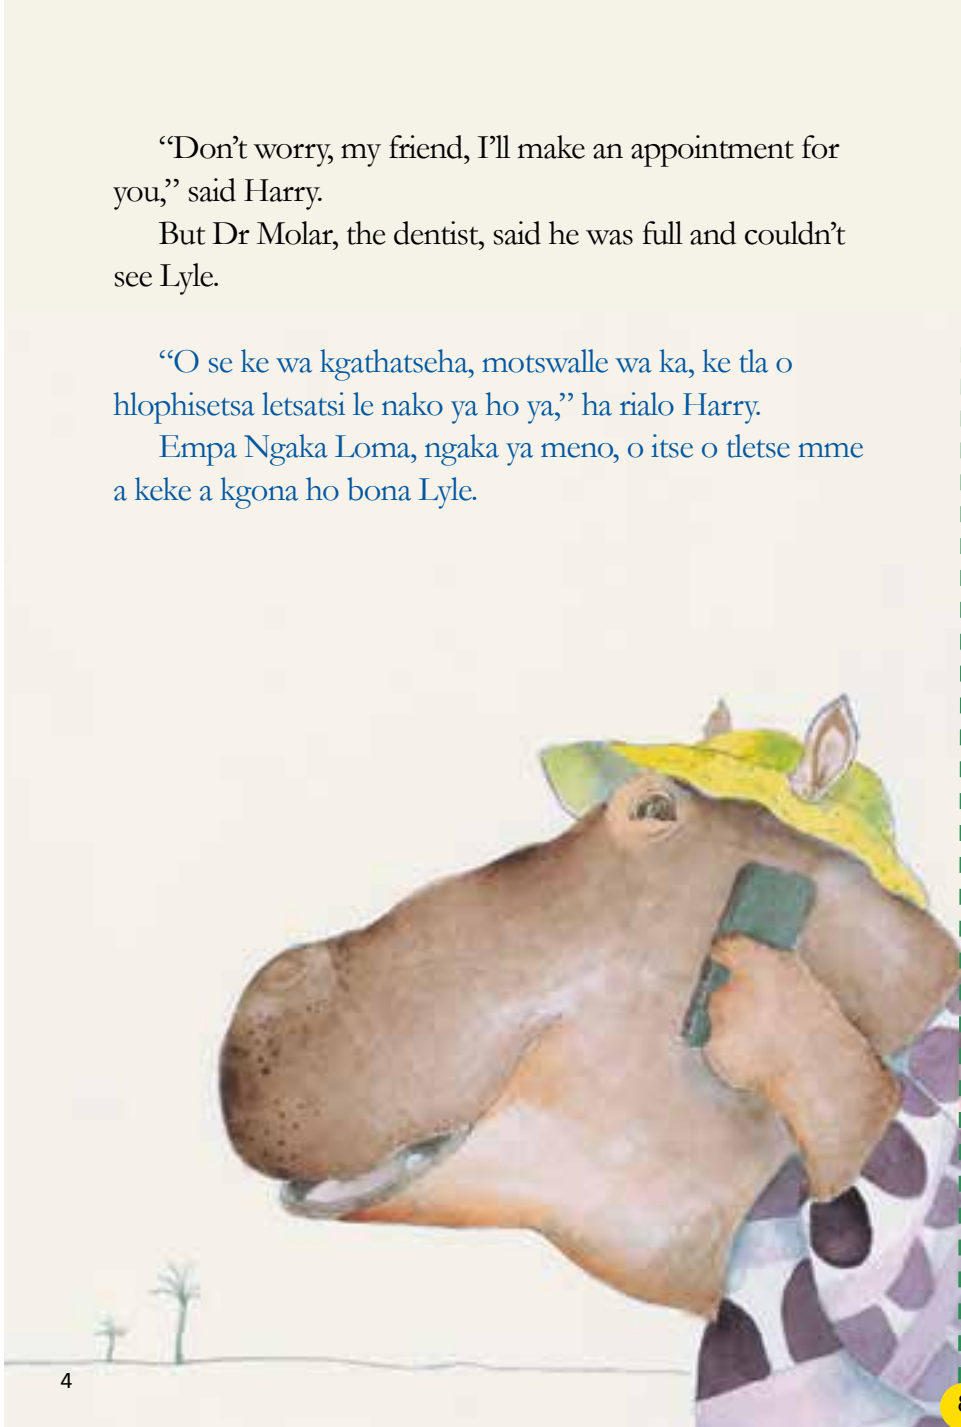 “Don’t worry, my friend, I’ll make an appointment for
you,” said Harry.
But Dr Molar, the dentist, said he was full and couldn’t
see Lyle.
“O se ke wa kgathatseha, motswalle wa ka, ke tla o
hlophisetsa letsatsi le nako ya ho ya,” ha rialo Harry.
Empa Ngaka Loma, ngaka ya meno, o itse o tletse mme
a keke a kgona ho bona Lyle.
4